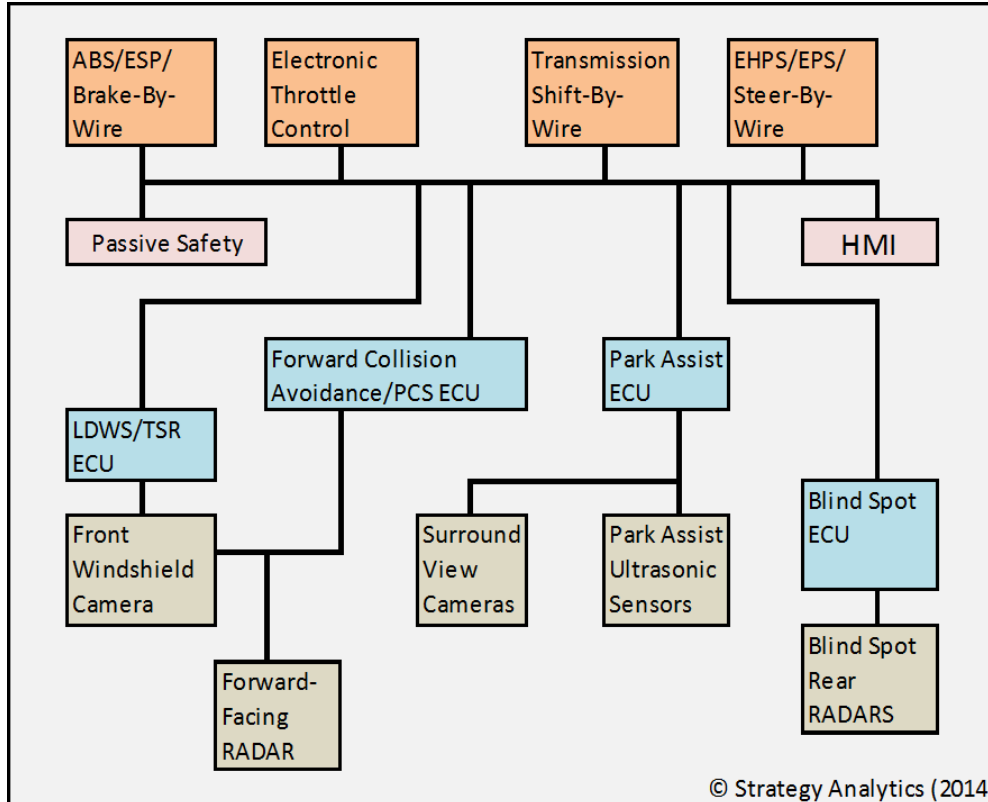 ABS/ESP/
Brake-By-
Wire
Electronic
Throttle
Control
Transmission
Shift-By-
Wire
EHPS/EPS/
Steer-By-
Wire
Passive Safety
HMI
Forward Collision
Avoidance/PCS ECU
Park Assist
ECU
LDWS/TSR
ECU
Blind Spot
ECU
Front
Windshield
Camera
Surround
View
Cameras
Park Assist
Ultrasonic
Sensors
Blind Spot
Rear
RADARS
Forward-
Facing
RADAR
© Strategy Analytics (2014